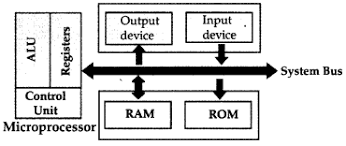 ALU
Registers
Control
Unit
Microprocessor
Output
device
Input
device
System Bus
RAM
ROM